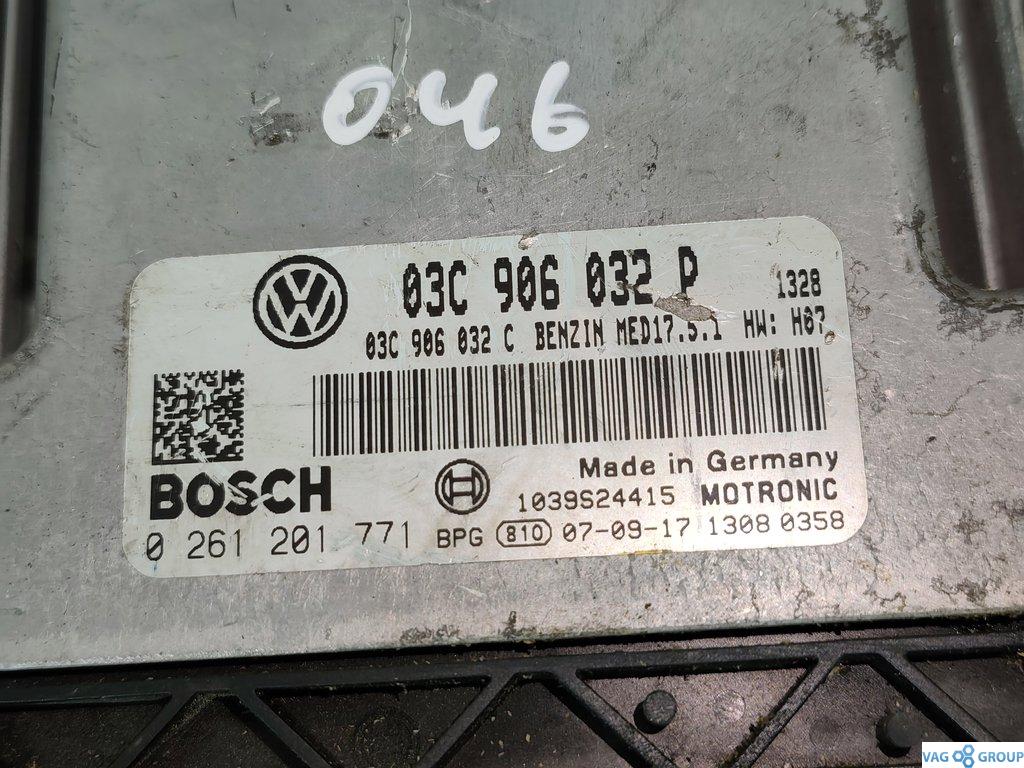 046
03C 906 032 P 1328
03C 906 032 C BENZIN MED17.5.1 HW: H07
Made in Germany
BOSCH 1039S24415 MOTRONIC
0 261 201 771 BPG 810 07-09-17 1308 0358
VAG GROUP